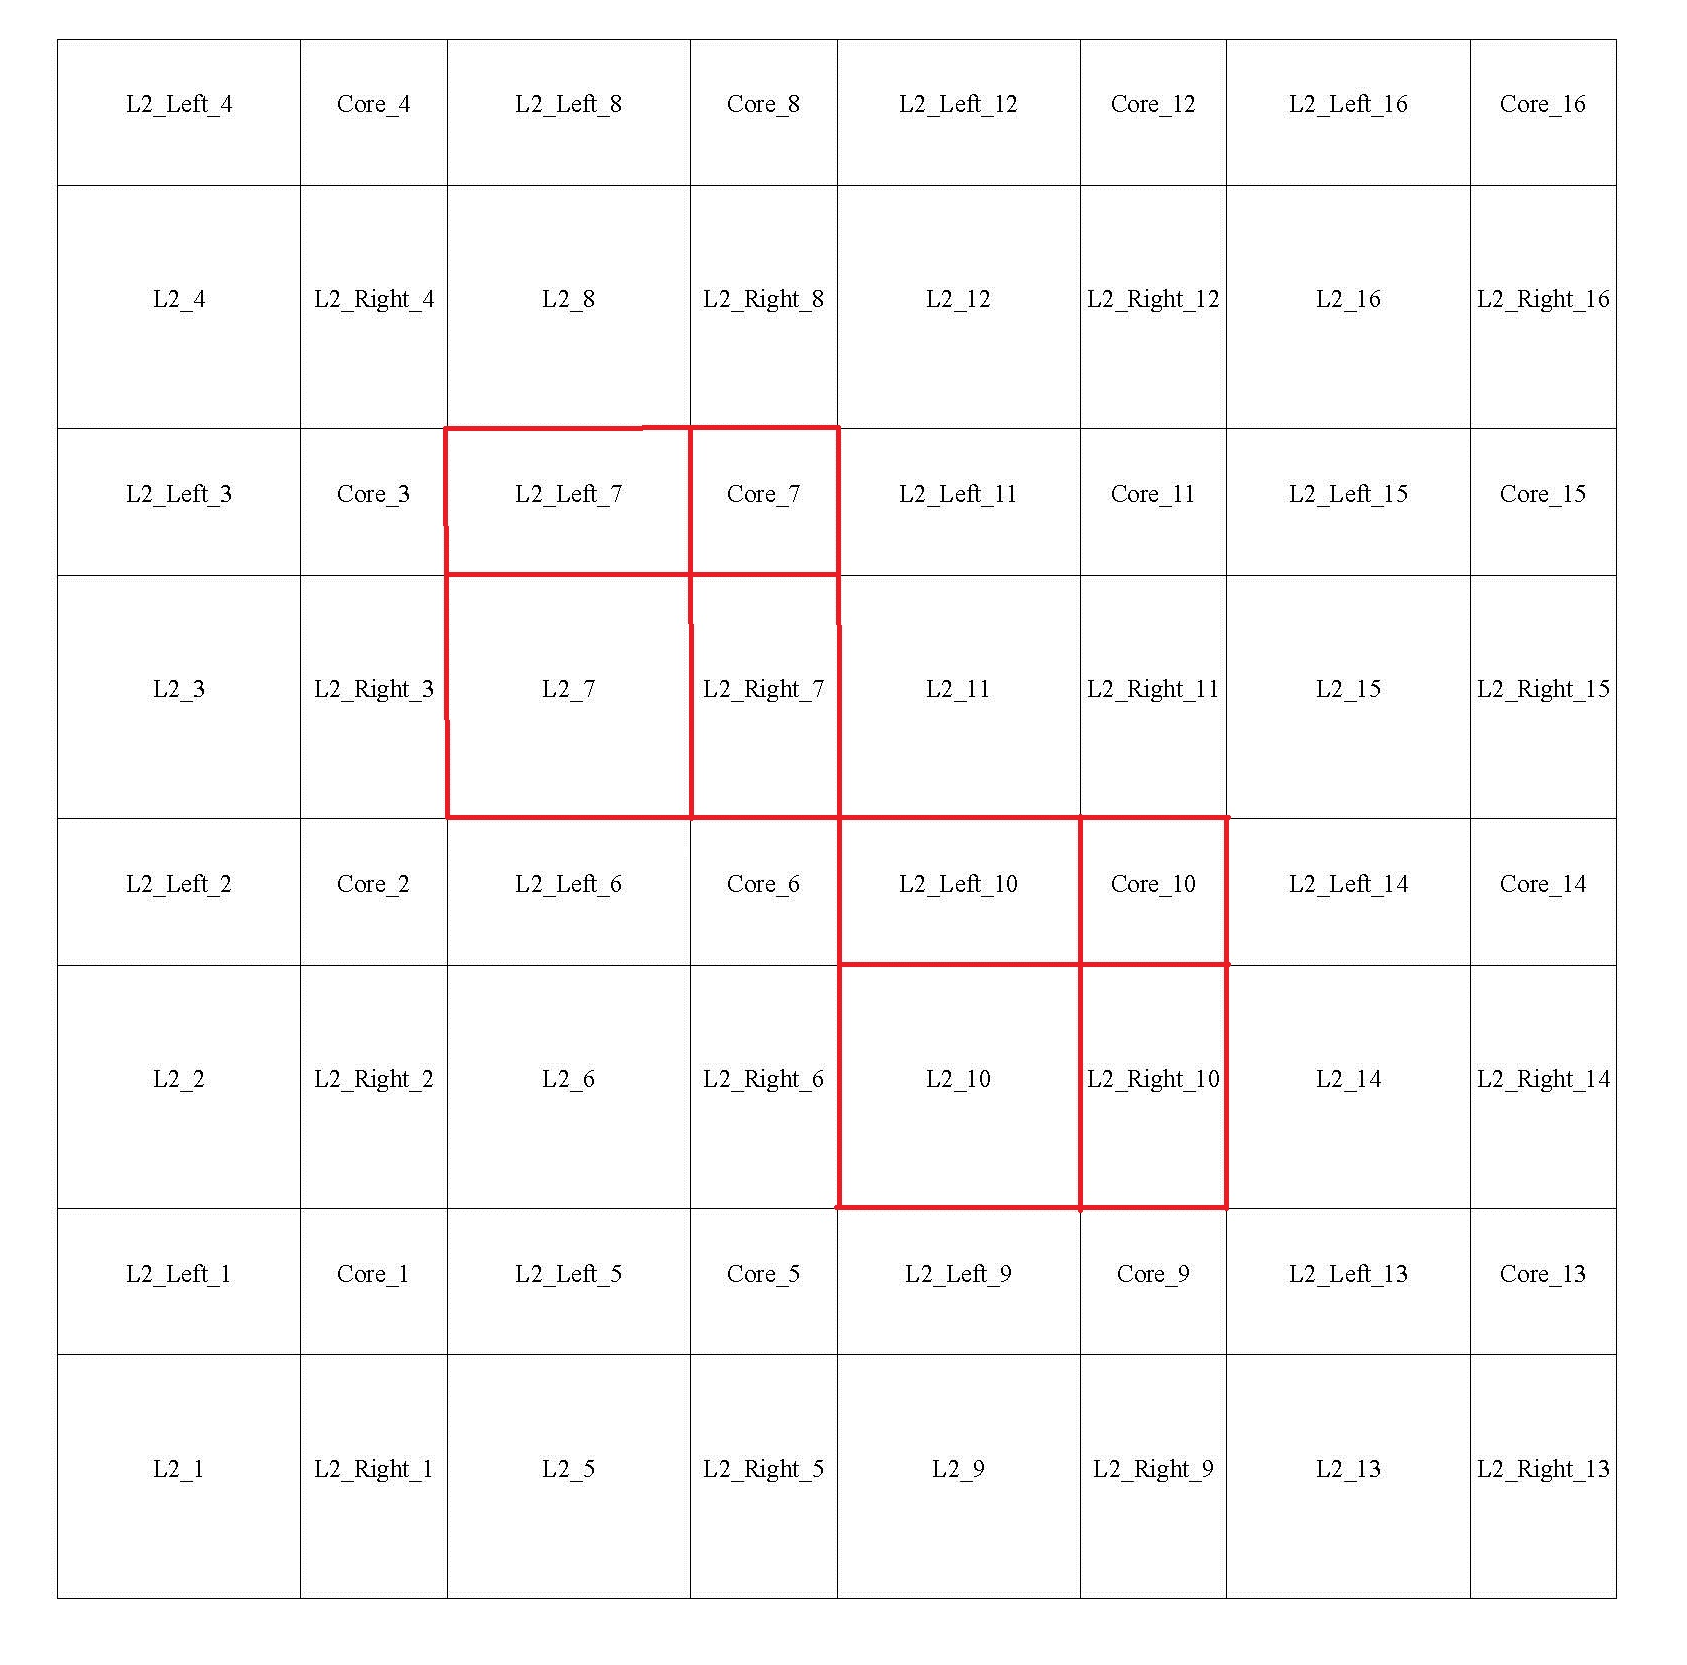 L2_Left_4 Core_4 L2_Left_8 Core_8 L2_Left_12 Core_12 L2_Left_16 Core_16
L2_4 L2_Right_4 L2_8 L2_Right_8 L2_12 L2_Right_12 L2_16 L2_Right_16
L2_Left_3 Core_3 L2_Left_7 Core_7 L2_Left_11 Core_11 L2_Left_15 Core_15
L2_3 L2_Right_3 L2_7 L2_Right_7 L2_11 L2_Right_11 L2_15 L2_Right_15
L2_Left_2 Core_2 L2_Left_6 Core_6 L2_Left_10 Core_10 L2_Left_14 Core_14
L2_2 L2_Right_2 L2_6 L2_Right_6 L2_10 L2_Right_10 L2_14 L2_Right_14
L2_Left_1 Core_1 L2_Left_5 Core_5 L2_Left_9 Core_9 L2_Left_13 Core_13
L2_1 L2_Right_1 L2_5 L2_Right_5 L2_9 L2_Right_9 L2_13 L2_Right_13